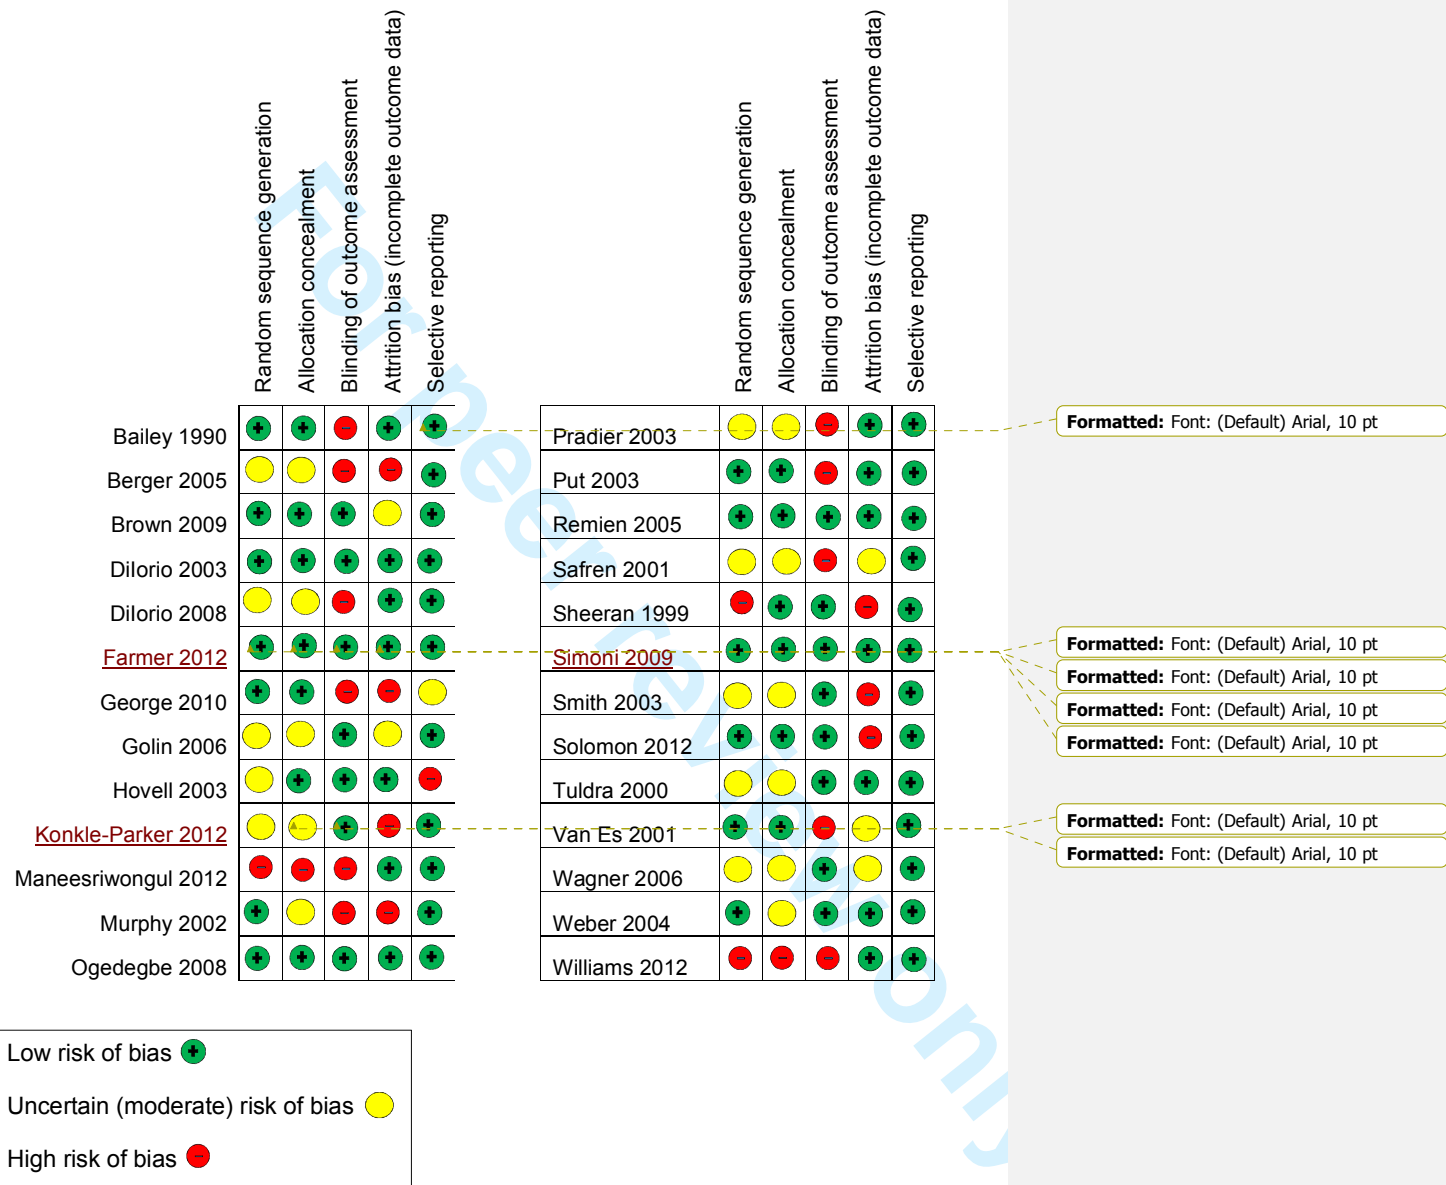 Random sequence generation
Allocation concealment
Blinding of outcome assessment
Attrition bias (incomplete outcome data)
Selective reporting
Bailey 1990
Berger 2005
Brown 2009
DiIorio 2003
DiIorio 2008
Farmer 2012
George 2010
Golin 2006
Hovell 2003
Konkle-Parker 2012
Maneesriwongul 2012
Murphy 2002
Ogedegbe 2008
Random sequence generation
Allocation concealment
Blinding of outcome assessment
Attrition bias (incomplete outcome data)
Selective reporting
Pradier 2003
Put 2003
Remien 2005
Safren 2001
Sheeran 1999
Simoni 2009
Smith 2003
Solomon 2012
Tuldra 2000
Van Es 2001
Wagner 2006
Weber 2004
Williams 2012
Formatted: Font: (Default) Arial, 10 pt
Formatted: Font: (Default) Arial, 10 pt
Formatted: Font: (Default) Arial, 10 pt
Formatted: Font: (Default) Arial, 10 pt
Formatted: Font: (Default) Arial, 10 pt
Formatted: Font: (Default) Arial, 10 pt
Formatted: Font: (Default) Arial, 10 pt
Low risk of bias
Uncertain (moderate) risk of bias
High risk of bias
For peer review only